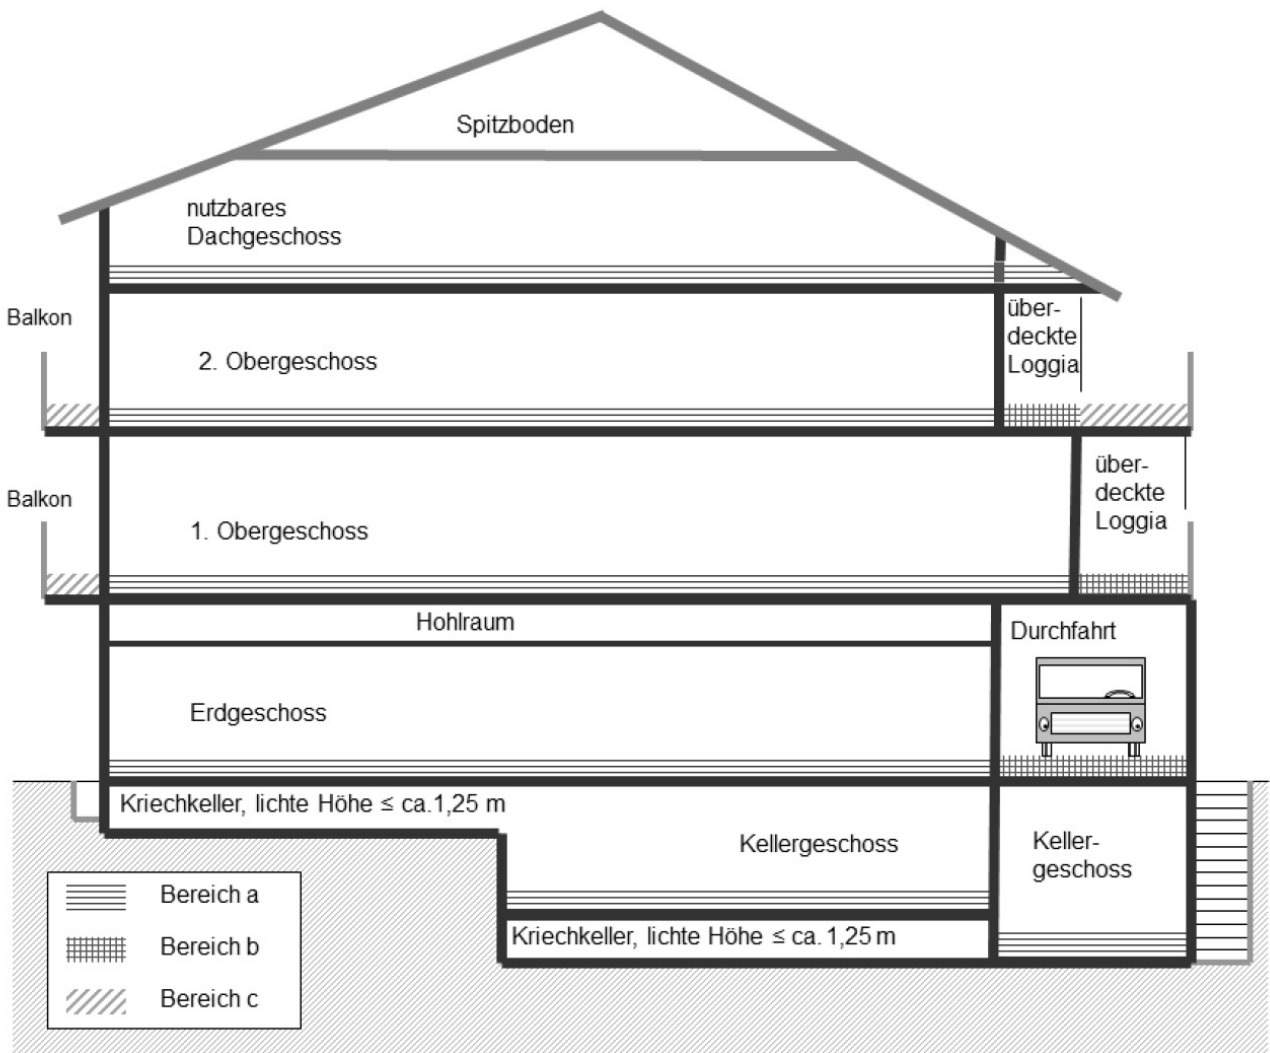 Spitzboden
nutzbares
Dachgeschoss
Balkon
2. Obergeschoss
über-
deckte
Loggia
Balkon
1. Obergeschoss
über-
deckte
Loggia
Hohlraum
Durchfahrt
Erdgeschoss
Kriechkeller, lichte Höhe ≤ ca.1,25 m
Kellergeschoss
Keller-
geschoss
Kriechkeller, lichte Höhe ≤ ca. 1,25 m
Bereich a
Bereich b
Bereich c